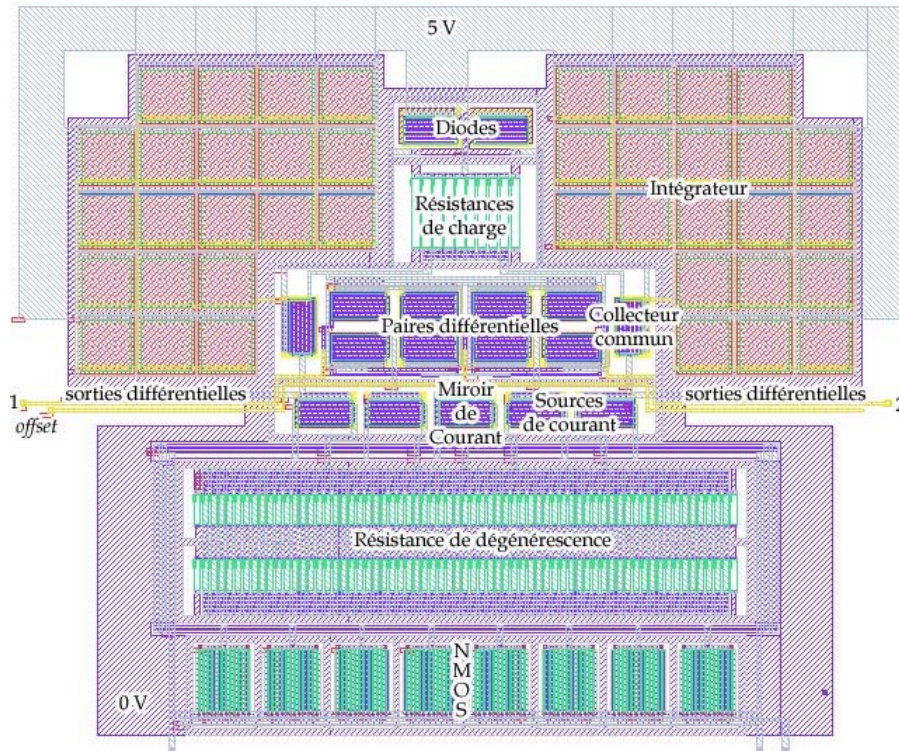 5 V
Diodes
Intégrateur
Résistances
de charge
Paires différentielles
Collecteur
commun
sorties différentielles
Miroir
de
Courant
Sources
de courant
sorties différentielles
1
2
offset
Résistance de dégénérescence
NMOS
0 V